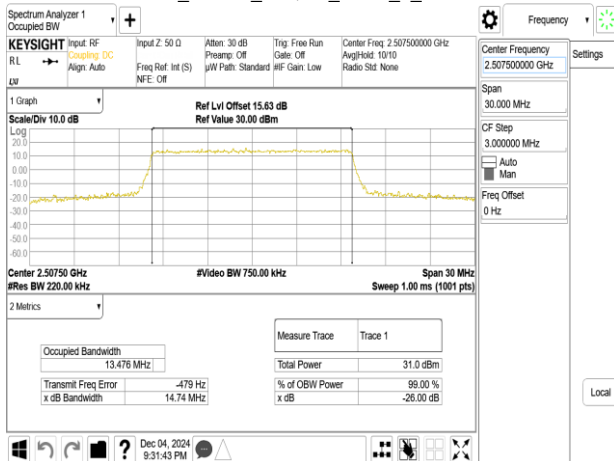 Spectrum Analyzer 1
Occupied BW
Frequency
KEYSIGHT
RL
LXI
Input: RF
Coupling: DC
Align: Auto
Input Z: 50 Ω
Freq Ref: Int (S)
NFE: Off
Atten: 30 dB
Preamp: Off
µW Path: Standard
Trig: Free Run
Gate: Off
#IF Gain: Low
Center Freq: 2.507500000 GHz
Avg|Hold: 10/10
Radio Std: None
Center Frequency
2.507500000 GHz
Settings
Span
30.000 MHz
CF Step
3.000000 MHz
Auto
Man
Freq Offset
0 Hz
Local
1 Graph
Scale/Div 10.0 dB
Ref Lvl Offset 15.63 dB
Ref Value 30.00 dBm
Log
20.0
10.0
0.00
-10.0
-20.0
-30.0
-40.0
-50.0
-60.0
Center 2.50750 GHz
#Video BW 750.00 kHz
Span 30 MHz
#Res BW 220.00 kHz
Sweep 1.00 ms (1001 pts)
2 Metrics
Occupied Bandwidth
13.476 MHz
Transmit Freq Error -479 Hz
x dB Bandwidth 14.74 MHz
Measure Trace Trace 1
Total Power 31.0 dBm
% of OBW Power 99.00 %
x dB -26.00 dB
?
Dec 04, 2024
9:31:43 PM